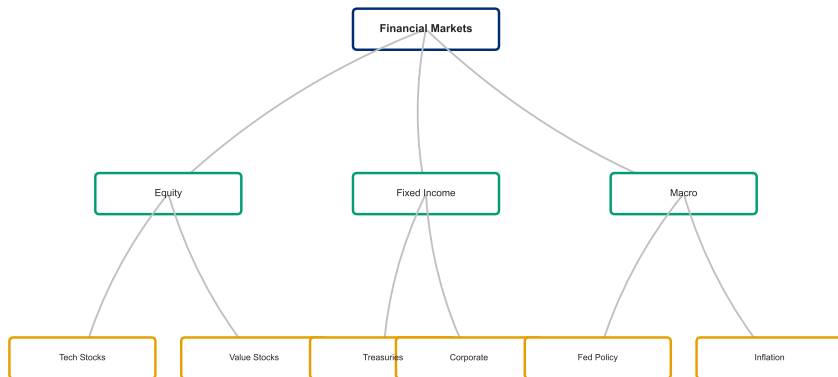 Financial Markets
Equity
Fixed Income
Macro
Tech Stocks
Value Stocks
Treasuries
Corporate
Fed Policy
Inflation